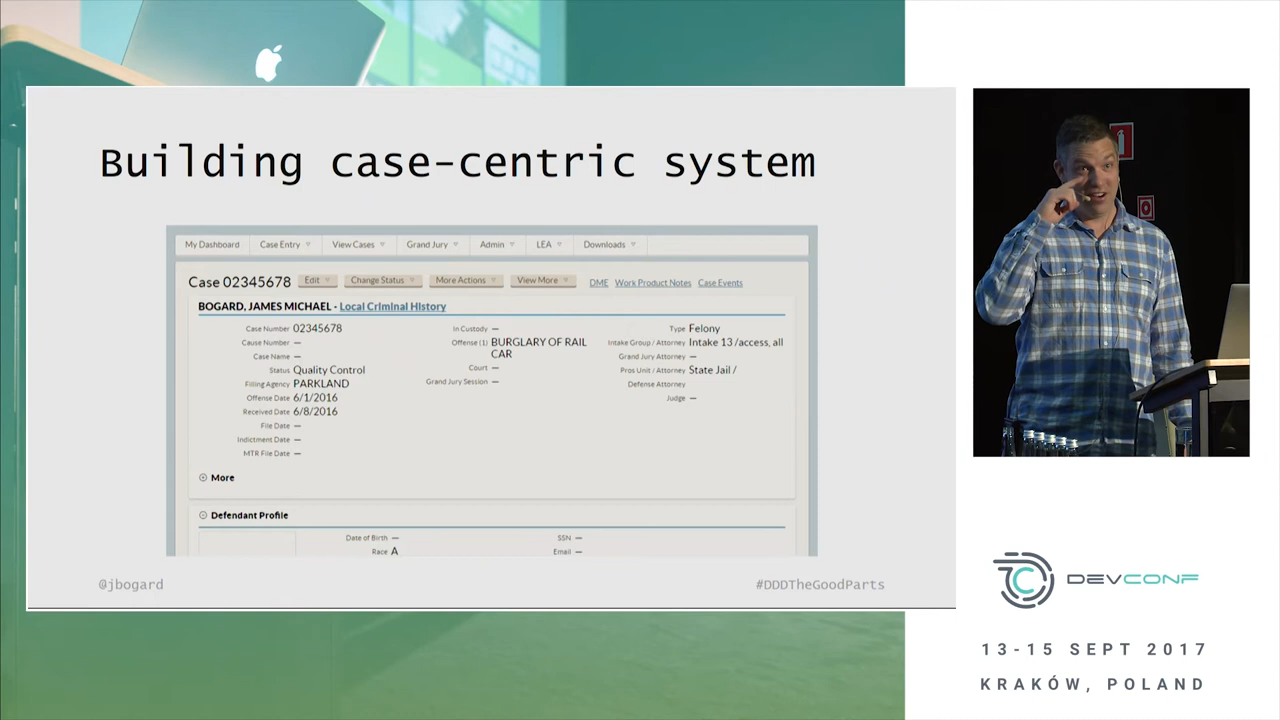 Building case-centric system
My Dashboard Case Entry View Cases Grand Jury Admin LEA Downloads
Case 02345678 Edit Change Status More Actions View More DME Work Product Notes Case Events
BOGARD, JAMES MICHAEL - Local Criminal History
Case Number 02345678
Cause Number —
Case Name —
Status Quality Control
Filling Agency PARKLAND
Offense Date 6/1/2016
Received Date 6/8/2016
File Date —
Indictment Date —
MTR File Date —
In Custody —
Offense (1) BURGLARY OF RAIL
CAR
Court —
Grand Jury Session —
Type Felony
Intake Group / Attorney Intake 13 /access, all
Grand Jury Attorney —
Pros Unit / Attorney State Jail /
Defense Attorney
Judge —
More
Defendant Profile
Date of Birth — SSN —
Race A Email —
@jbogard #DDDTheGoodParts
DEVCONF
13-15 SEPT 2017
KRAKÓW, POLAND